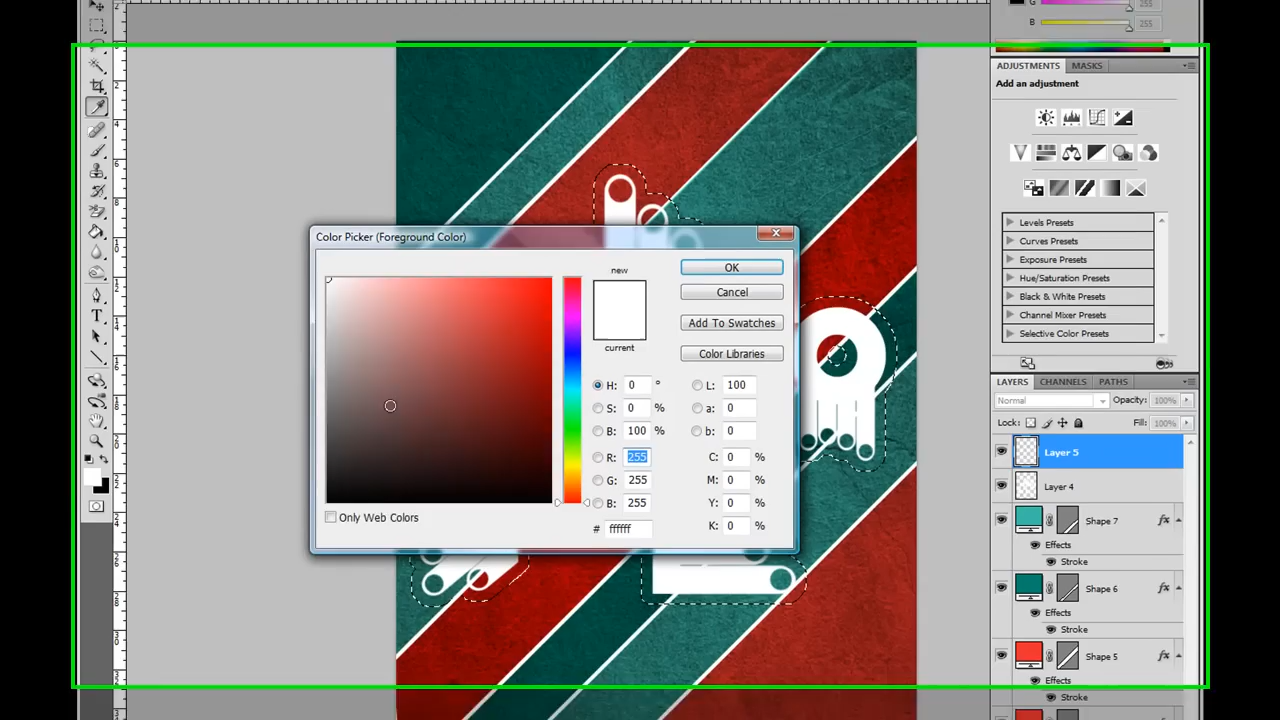 G 255
B 255
ADJUSTMENTS MASKS
Add an adjustment
Levels Presets
Curves Presets
Exposure Presets
Hue/Saturation Presets
Black & White Presets
Channel Mixer Presets
Selective Color Presets
LAYERS CHANNELS PATHS
Normal Opacity: 100%
Lock: Fill: 100%
Layer 5
Layer 4
Shape 7 fx
Effects
Stroke
Shape 6 fx
Effects
Stroke
Shape 5 fx
Effects
Stroke
Color Picker (Foreground Color)
new
current
OK
Cancel
Add To Swatches
Color Libraries
H: 0 °
S: 0 %
B: 100 %
R: 255
G: 255
B: 255
# ffffff
L: 100
a: 0
b: 0
C: 0 %
M: 0 %
Y: 0 %
K: 0 %
Only Web Colors